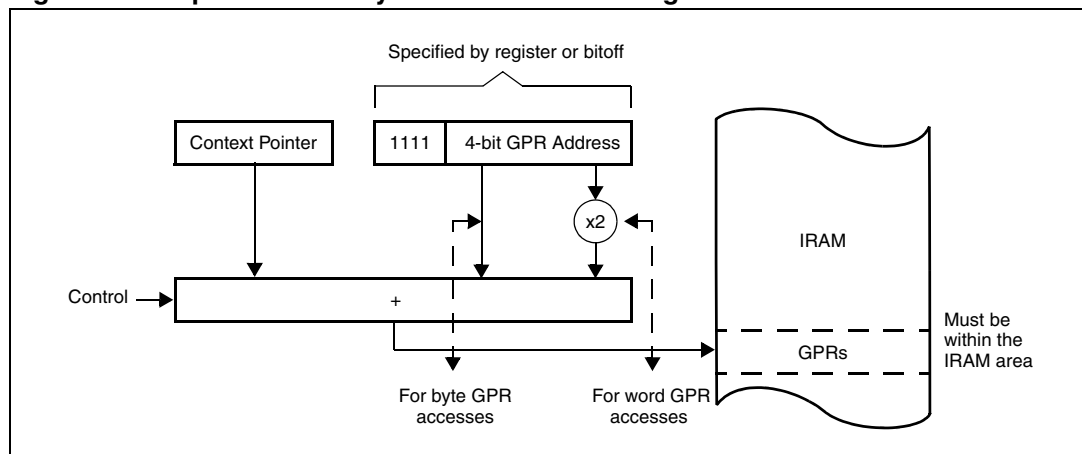 Specified by register or bitoff
Context Pointer
1111
4-bit GPR Address
x2
IRAM
Control
+
Must be
within the
IRAM area
GPRs
For byte GPR
accesses
For word GPR
accesses